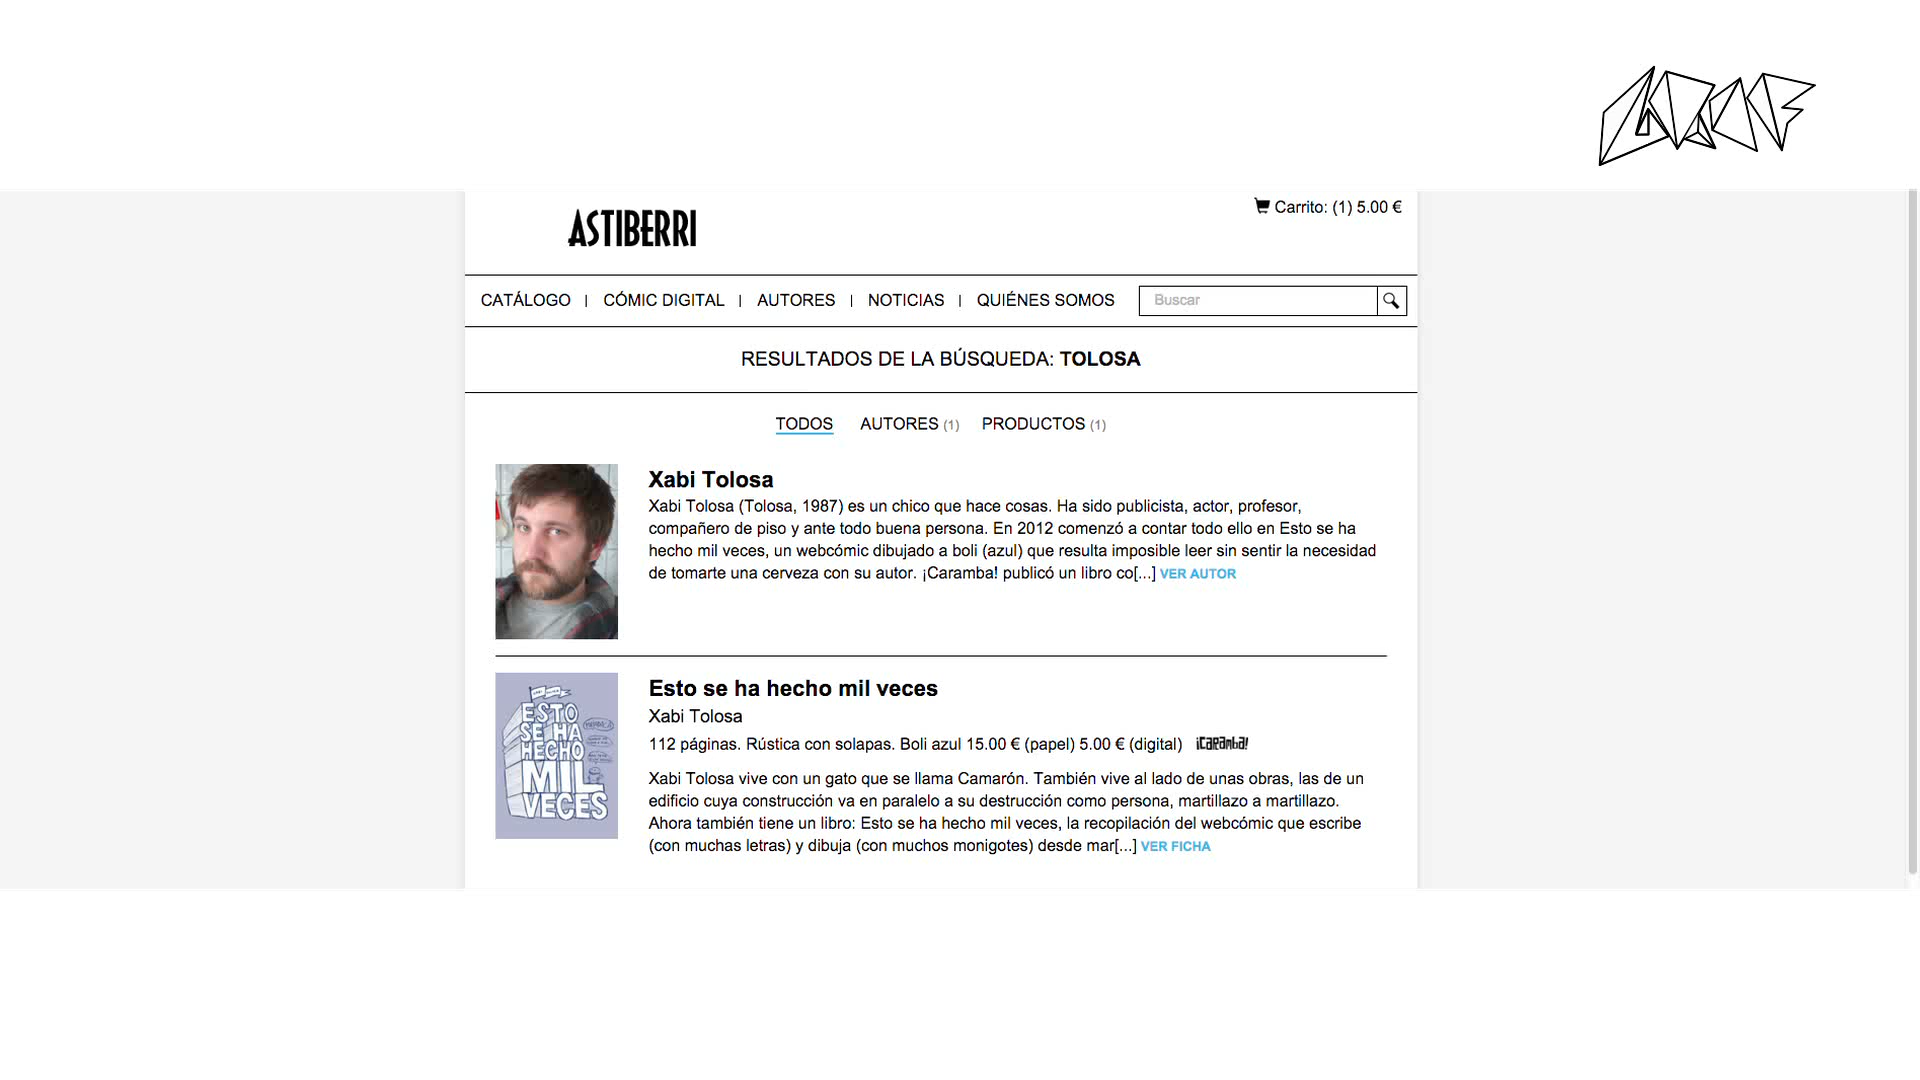 GRAF
ASTIBERRI
Carrito: (1) 5.00 €
CATÁLOGO | CÓMIC DIGITAL | AUTORES | NOTICIAS | QUIÉNES SOMOS
Buscar
RESULTADOS DE LA BÚSQUEDA: TOLOSA
TODOS AUTORES (1) PRODUCTOS (1)
Xabi Tolosa
Xabi Tolosa (Tolosa, 1987) es un chico que hace cosas. Ha sido publicista, actor, profesor,
compañero de piso y ante todo buena persona. En 2012 comenzó a contar todo ello en Esto se ha
hecho mil veces, un webcómic dibujado a boli (azul) que resulta imposible leer sin sentir la necesidad
de tomarte una cerveza con su autor. ¡Caramba! publicó un libro co[...] VER AUTOR
ESTO
SE HA
HECHO
MIL
VECES
Esto se ha hecho mil veces
Xabi Tolosa
112 páginas. Rústica con solapas. Boli azul 15.00 € (papel) 5.00 € (digital) ¡Caramba!
Xabi Tolosa vive con un gato que se llama Camarón. También vive al lado de unas obras, las de un
edificio cuya construcción va en paralelo a su destrucción como persona, martillazo a martillazo.
Ahora también tiene un libro: Esto se ha hecho mil veces, la recopilación del webcómic que escribe
(con muchas letras) y dibuja (con muchos monigotes) desde mar[...] VER FICHA